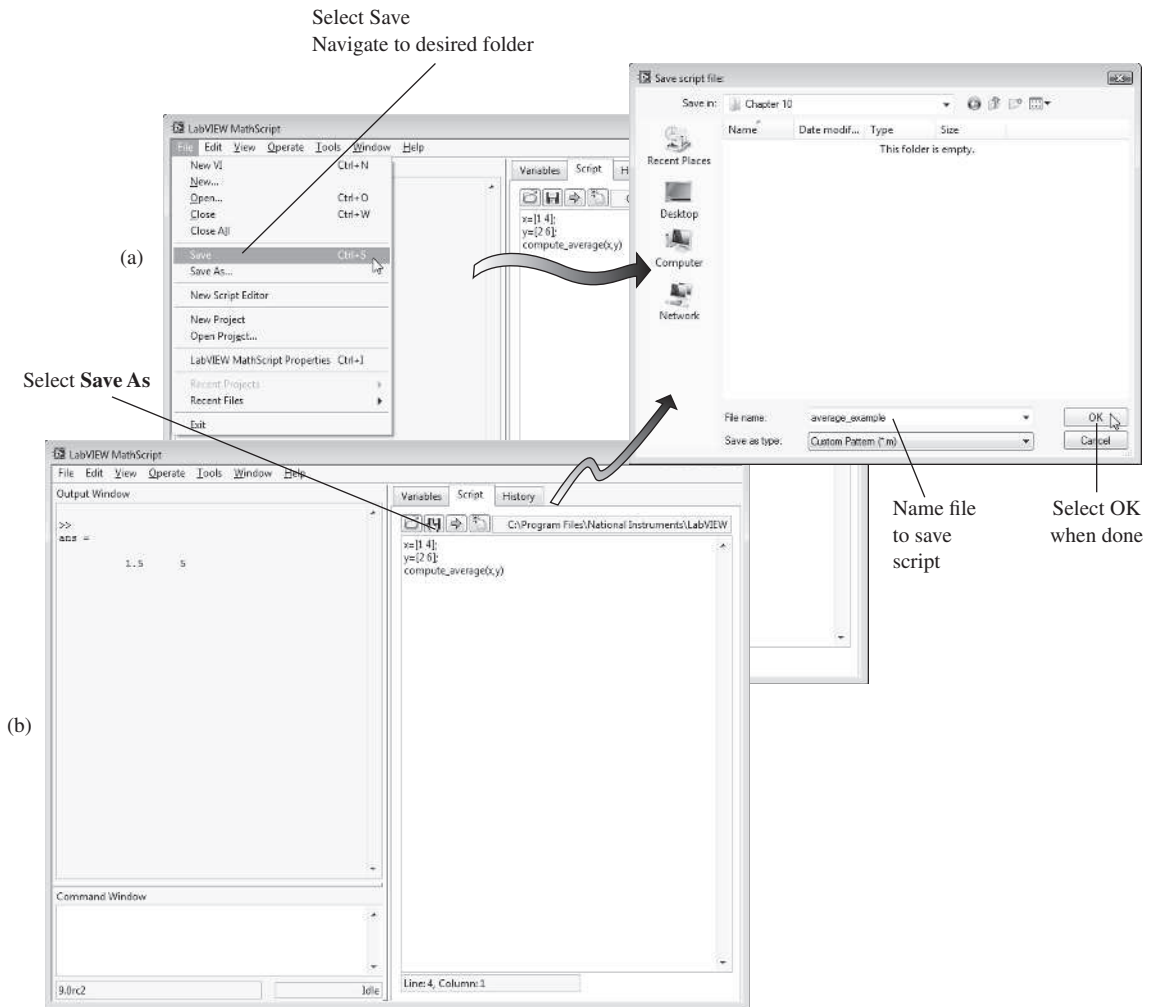 Select Save
Navigate to desired folder
(a)
LabVIEW MathScript
File Edit View Operate Tools Window Help
New VI Ctrl+N
New...
Open... Ctrl+O
Close Ctrl+W
Close All
Save Ctrl+S
Save As...
New Script Editor
New Project
Open Project...
LabVIEW MathScript Properties Ctrl+I
Recent Projects
Recent Files
Exit
Variables Script H
x=[1 4];
y=[2 6];
compute_average(x,y)
Save script file:
Save in: Chapter 10
Name Date modif... Type Size
This folder is empty.
Recent Places
Desktop
Computer
Network
File name: average_example OK
Save as type: Custom Pattern (*.m) Cancel
Name file
to save
script
Select OK
when done
Select Save As
(b)
LabVIEW MathScript
File Edit View Operate Tools Window Help
Output Window
>>
ans =
1.5 5
Variables Script History
C:\Program Files\National Instruments\LabVIEW
x=[1 4];
y=[2 6];
compute_average(x,y)
Command Window
9.0rc2 Idle
Line: 4, Column: 1